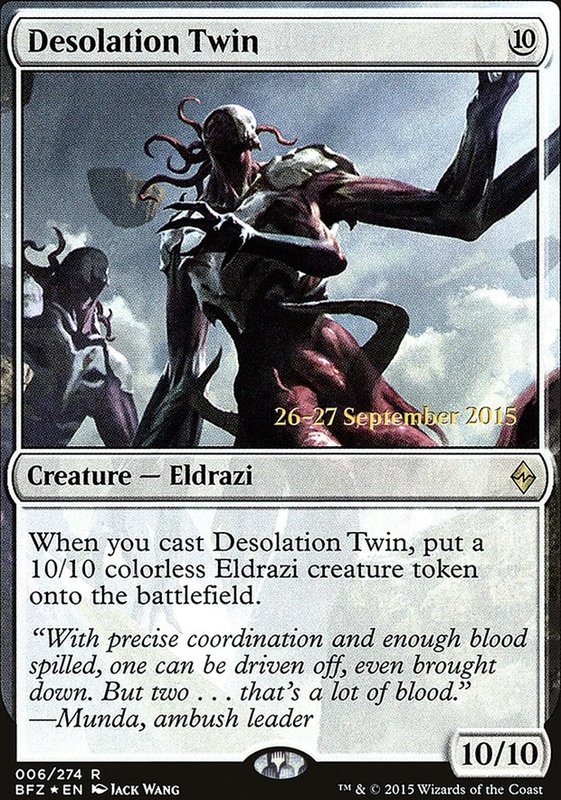 Desolation Twin
10
26–27 September 2015
Creature — Eldrazi
When you cast Desolation Twin, put a
10/10 colorless Eldrazi creature token
onto the battlefield.
“With precise coordination and enough blood
spilled, one can be driven off, even brought
down. But two . . . that’s a lot of blood.”
—Munda, ambush leader
10/10
006/274 R
BFZ ★ EN Jack Wang
™ & © 2015 Wizards of the Coast